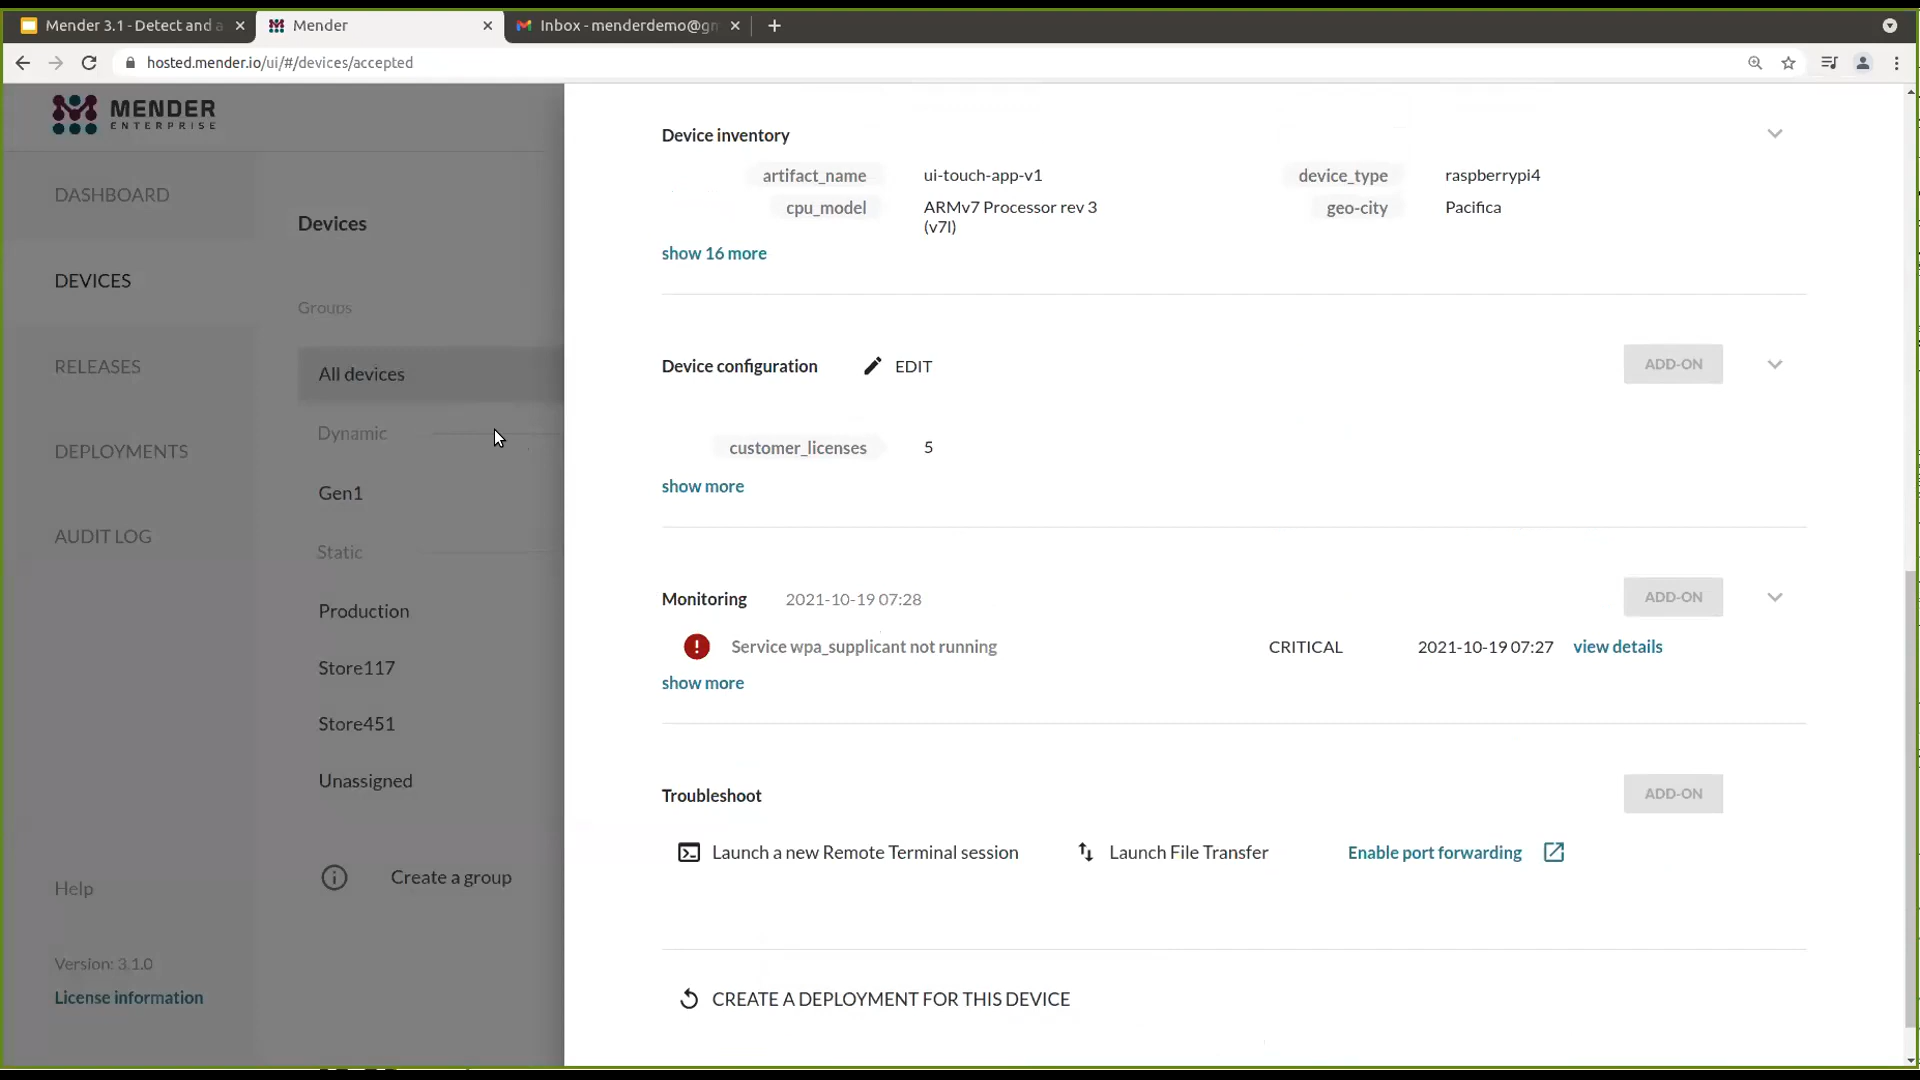 Mender 3.1 - Detect and a
Mender
Inbox - menderdemo@gm
hosted.mender.io/ui/#/devices/accepted
MENDER
ENTERPRISE
DASHBOARD
DEVICES
RELEASES
DEPLOYMENTS
AUDIT LOG
Help
Version: 3.1.0
License information
Devices
Groups
All devices
Dynamic
Gen1
Static
Production
Store117
Store451
Unassigned
Create a group
Device inventory
artifact_name ui-touch-app-v1 device_type raspberrypi4
cpu_model ARMv7 Processor rev 3 geo-city Pacifica
(v7l)
show 16 more
Device configuration EDIT ADD-ON
customer_licenses 5
show more
Monitoring 2021-10-19 07:28 ADD-ON
Service wpa_supplicant not running CRITICAL 2021-10-19 07:27 view details
show more
Troubleshoot ADD-ON
Launch a new Remote Terminal session Launch File Transfer Enable port forwarding
CREATE A DEPLOYMENT FOR THIS DEVICE